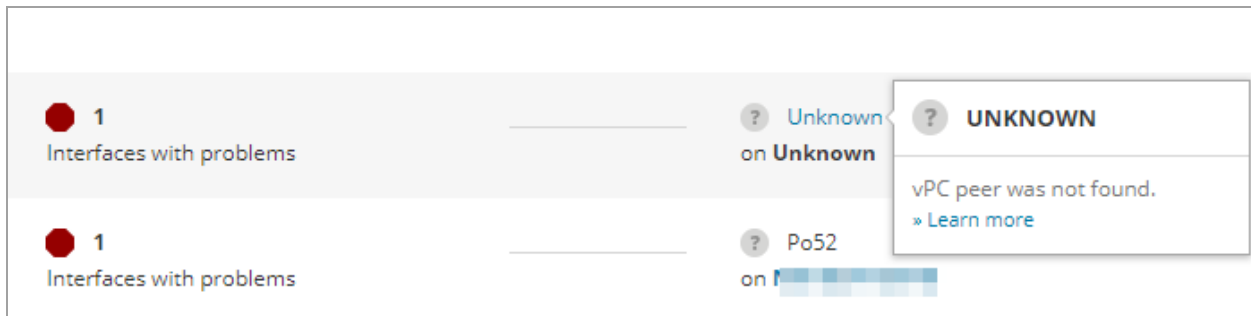 1
Interfaces with problems
? Unknown
on Unknown
? UNKNOWN
vPC peer was not found.
» Learn more
1
Interfaces with problems
? Po52
on